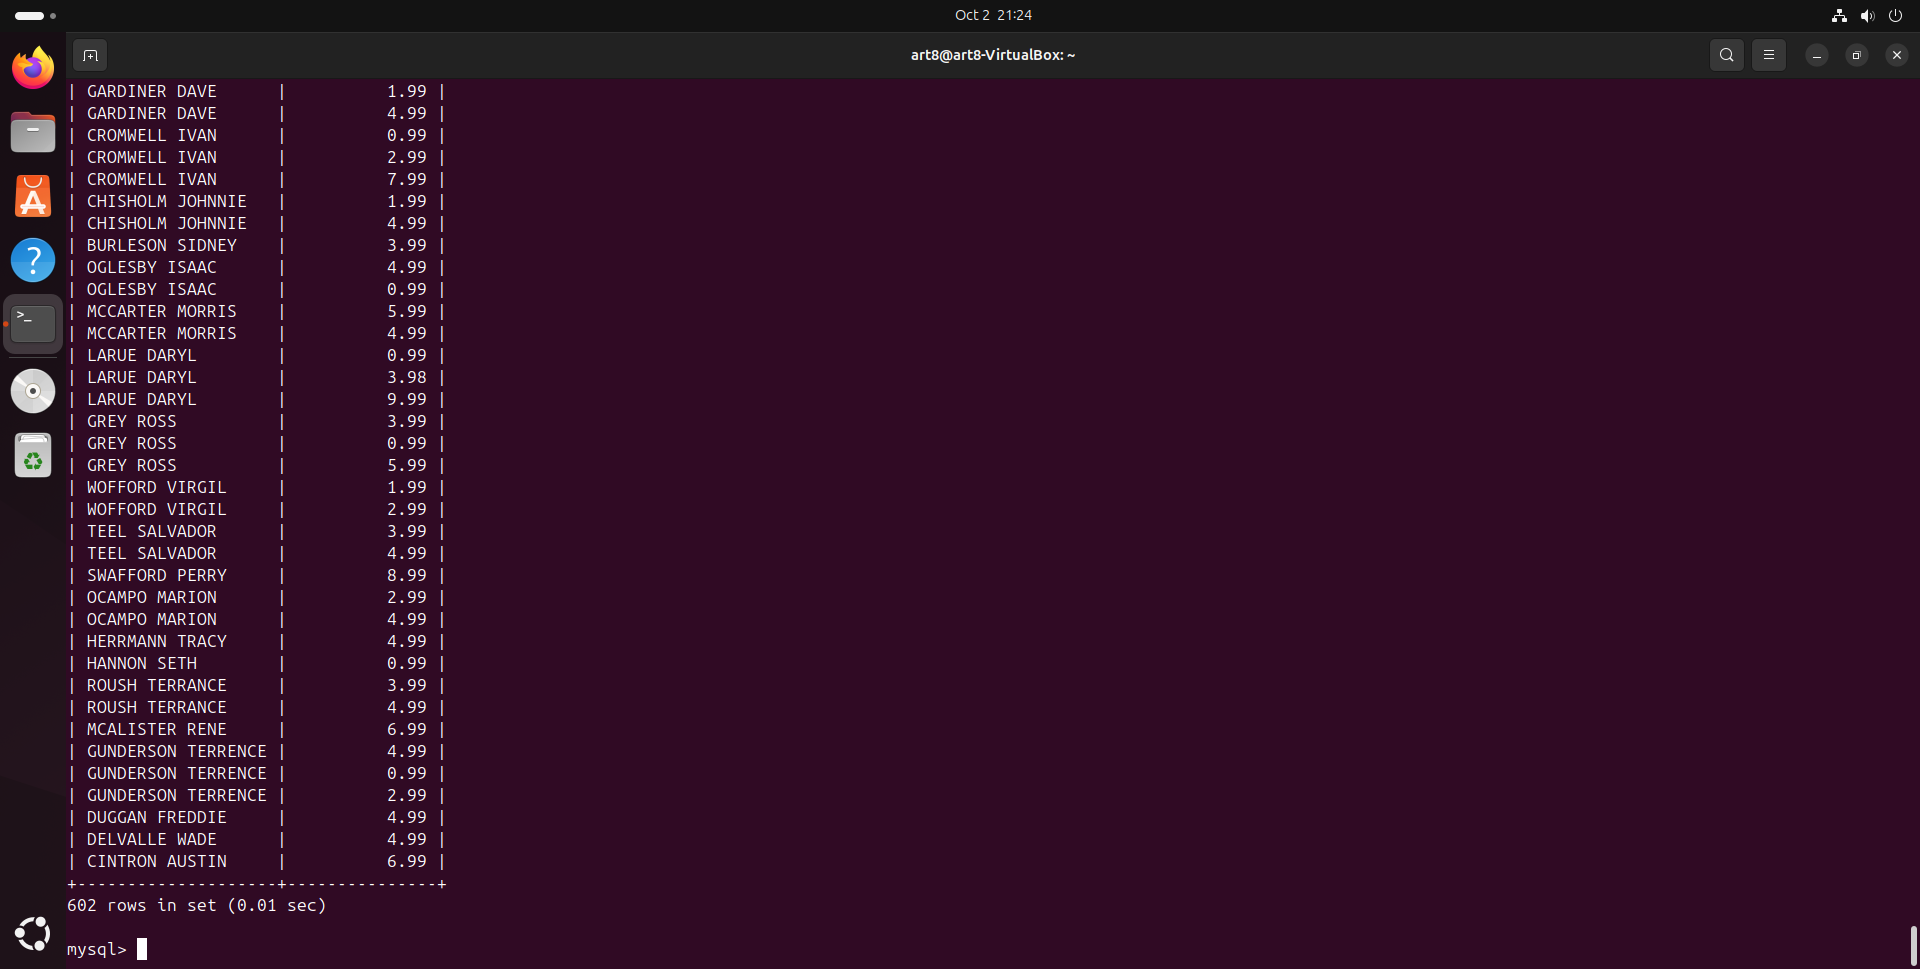 Oct 2 21:24
art8@art8-VirtualBox: ~
| GARDINER DAVE      |          1.99 |
| GARDINER DAVE      |          4.99 |
| CROMWELL IVAN      |          0.99 |
| CROMWELL IVAN      |          2.99 |
| CROMWELL IVAN      |          7.99 |
| CHISHOLM JOHNNIE   |          1.99 |
| CHISHOLM JOHNNIE   |          4.99 |
| BURLESON SIDNEY    |          3.99 |
| OGLESBY ISAAC      |          4.99 |
| OGLESBY ISAAC      |          0.99 |
| MCCARTER MORRIS    |          5.99 |
| MCCARTER MORRIS    |          4.99 |
| LARUE DARYL        |          0.99 |
| LARUE DARYL        |          3.98 |
| LARUE DARYL        |          9.99 |
| GREY ROSS          |          3.99 |
| GREY ROSS          |          0.99 |
| GREY ROSS          |          5.99 |
| WOFFORD VIRGIL     |          1.99 |
| WOFFORD VIRGIL     |          2.99 |
| TEEL SALVADOR      |          3.99 |
| TEEL SALVADOR      |          4.99 |
| SWAFFORD PERRY     |          8.99 |
| OCAMPO MARION      |          2.99 |
| OCAMPO MARION      |          4.99 |
| HERRMANN TRACY     |          4.99 |
| HANNON SETH        |          0.99 |
| ROUSH TERRANCE     |          3.99 |
| ROUSH TERRANCE     |          4.99 |
| MCALISTER RENE     |          6.99 |
| GUNDERSON TERRENCE |          4.99 |
| GUNDERSON TERRENCE |          0.99 |
| GUNDERSON TERRENCE |          2.99 |
| DUGGAN FREDDIE     |          4.99 |
| DELVALLE WADE      |          4.99 |
| CINTRON AUSTIN     |          6.99 |
+--------------------+---------------+
602 rows in set (0.01 sec)
mysql>